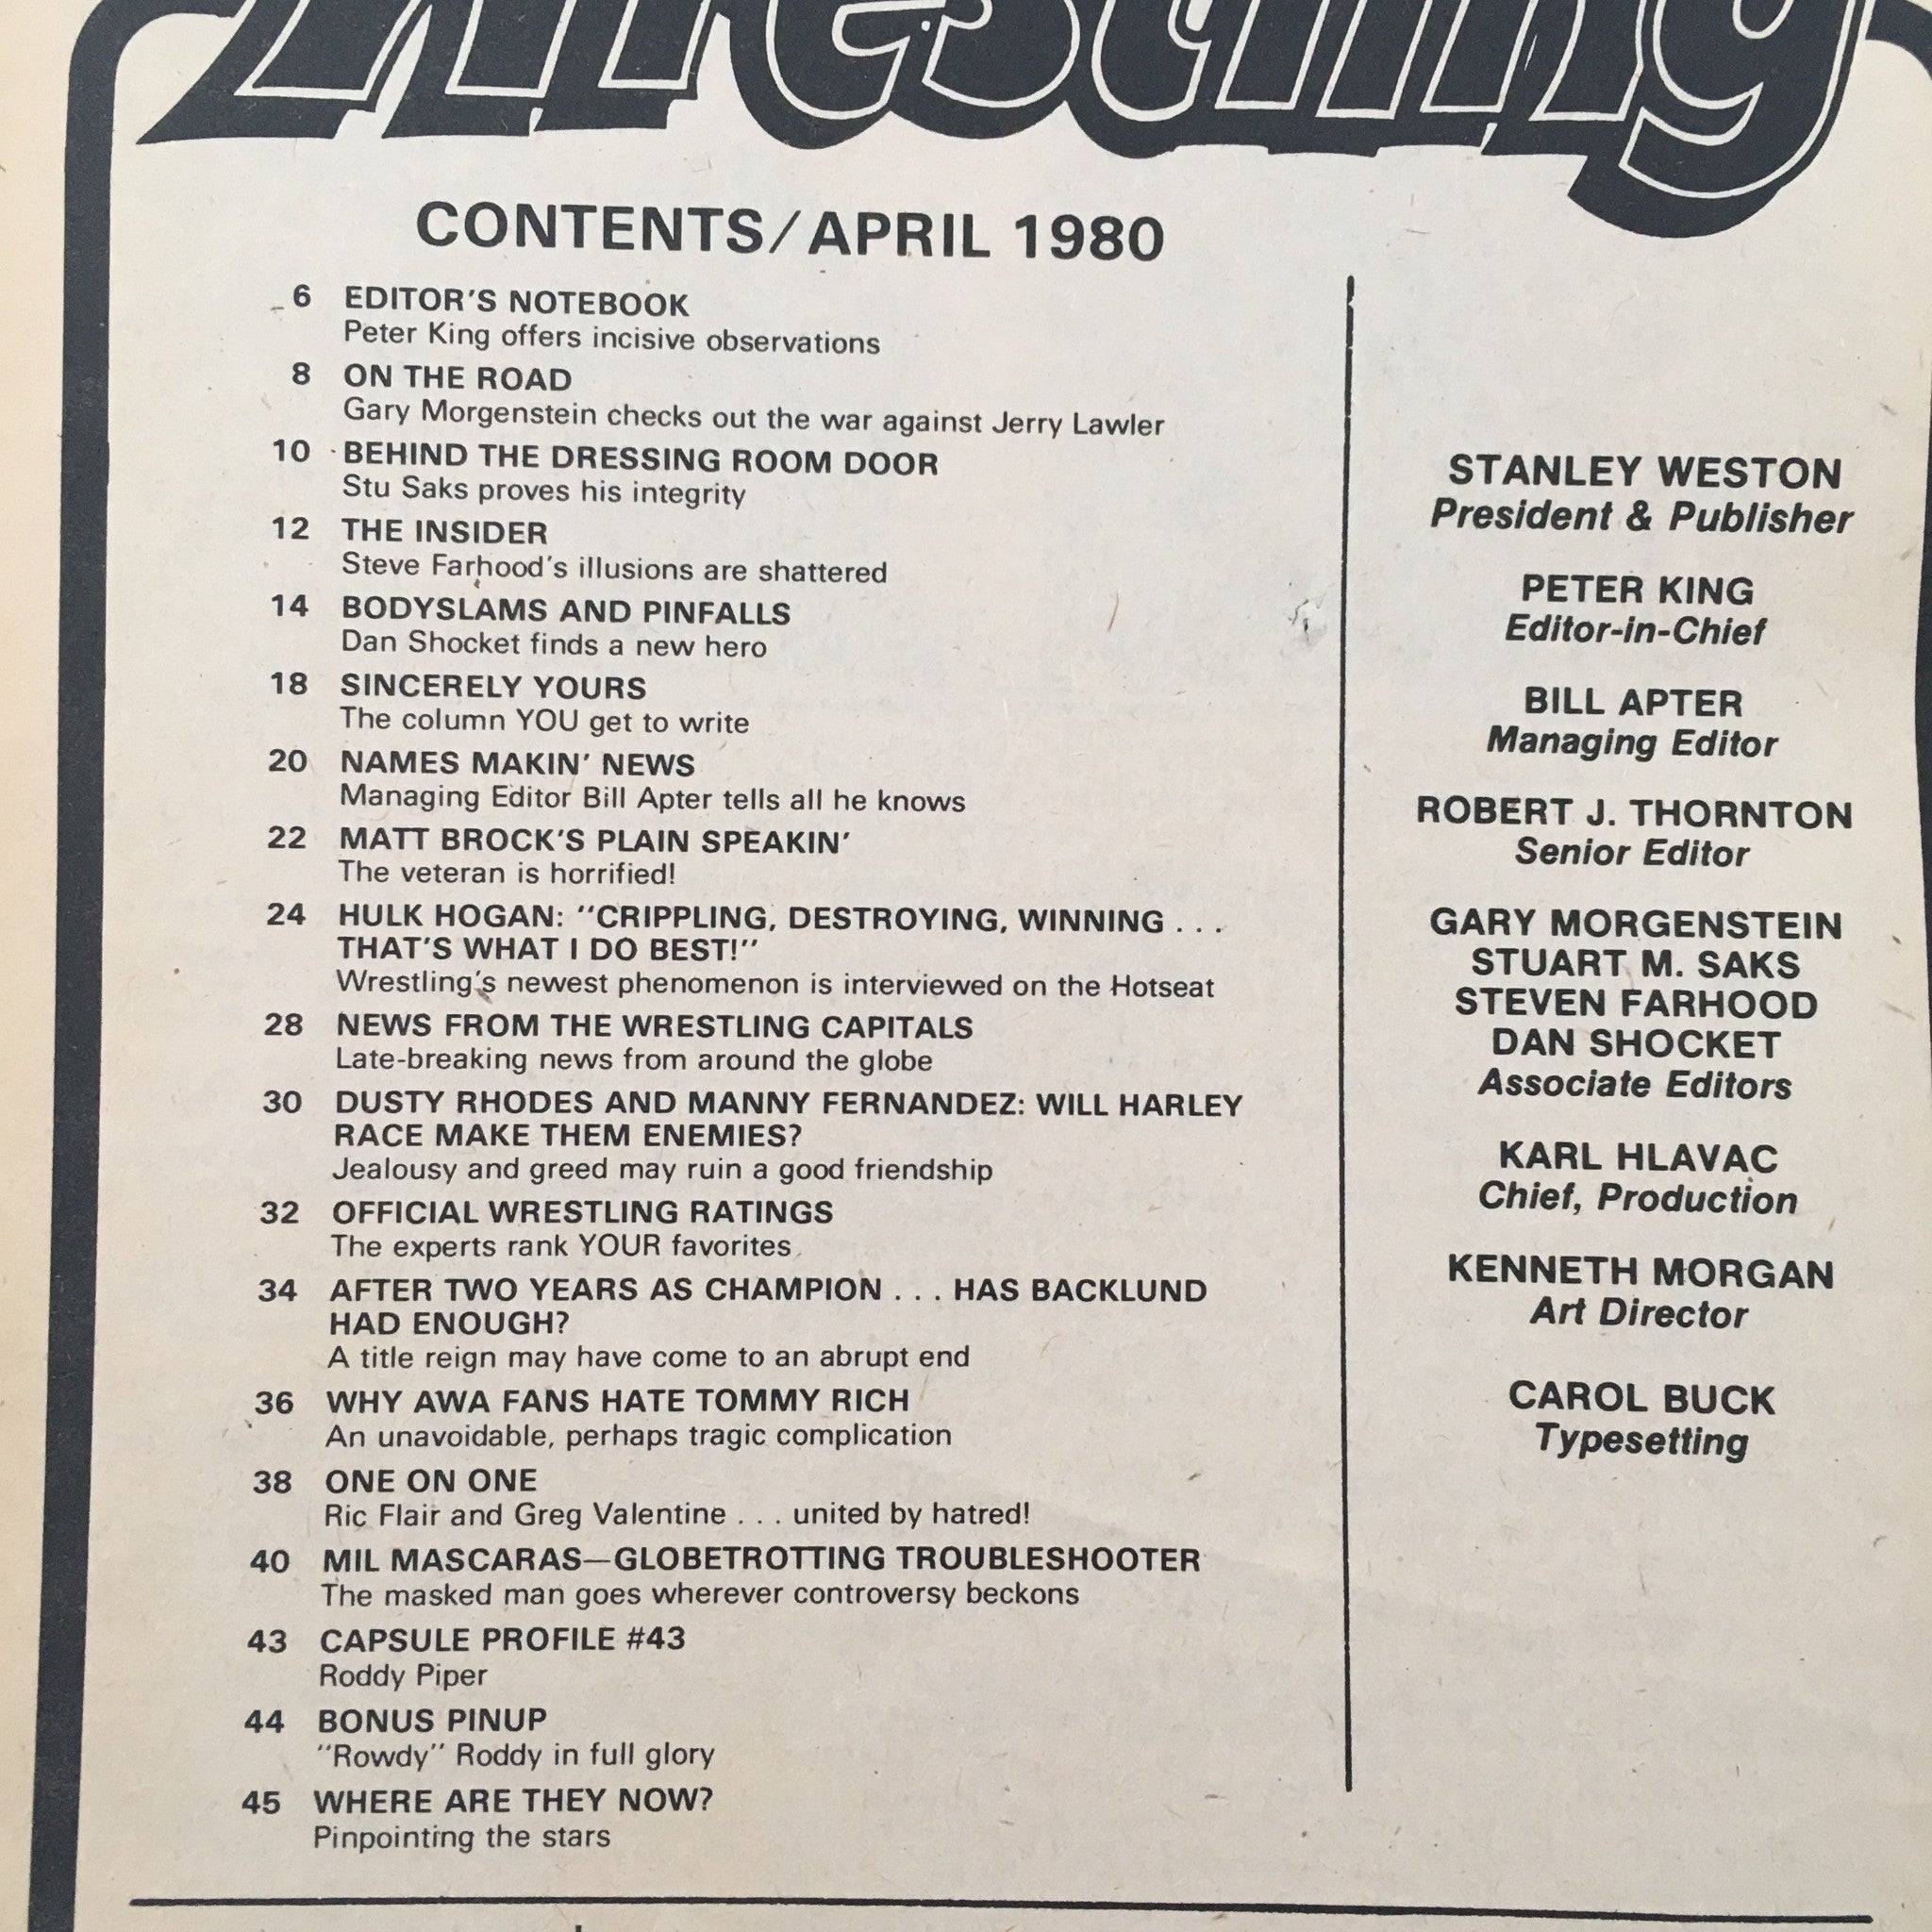 Wrestling
CONTENTS/APRIL 1980
6 EDITOR'S NOTEBOOK
Peter King offers incisive observations
8 ON THE ROAD
Gary Morgenstein checks out the war against Jerry Lawler
10 BEHIND THE DRESSING ROOM DOOR
Stu Saks proves his integrity
12 THE INSIDER
Steve Farhood's illusions are shattered
14 BODYSLAMS AND PINFALLS
Dan Shocket finds a new hero
18 SINCERELY YOURS
The column YOU get to write
20 NAMES MAKIN' NEWS
Managing Editor Bill Apter tells all he knows
22 MATT BROCK'S PLAIN SPEAKIN'
The veteran is horrified!
24 HULK HOGAN: "CRIPPLING, DESTROYING, WINNING . . .
THAT'S WHAT I DO BEST!"
Wrestling's newest phenomenon is interviewed on the Hotseat
28 NEWS FROM THE WRESTLING CAPITALS
Late-breaking news from around the globe
30 DUSTY RHODES AND MANNY FERNANDEZ: WILL HARLEY
RACE MAKE THEM ENEMIES?
Jealousy and greed may ruin a good friendship
32 OFFICIAL WRESTLING RATINGS
The experts rank YOUR favorites
34 AFTER TWO YEARS AS CHAMPION . . . HAS BACKLUND
HAD ENOUGH?
A title reign may have come to an abrupt end
36 WHY AWA FANS HATE TOMMY RICH
An unavoidable, perhaps tragic complication
38 ONE ON ONE
Ric Flair and Greg Valentine . . . united by hatred!
40 MIL MASCARAS—GLOBETROTTING TROUBLESHOOTER
The masked man goes wherever controversy beckons
43 CAPSULE PROFILE #43
Roddy Piper
44 BONUS PINUP
"Rowdy" Roddy in full glory
45 WHERE ARE THEY NOW?
Pinpointing the stars
STANLEY WESTON
President & Publisher
PETER KING
Editor-in-Chief
BILL APTER
Managing Editor
ROBERT J. THORNTON
Senior Editor
GARY MORGENSTEIN
STUART M. SAKS
STEVEN FARHOOD
DAN SHOCKET
Associate Editors
KARL HLAVAC
Chief, Production
KENNETH MORGAN
Art Director
CAROL BUCK
Typesetting